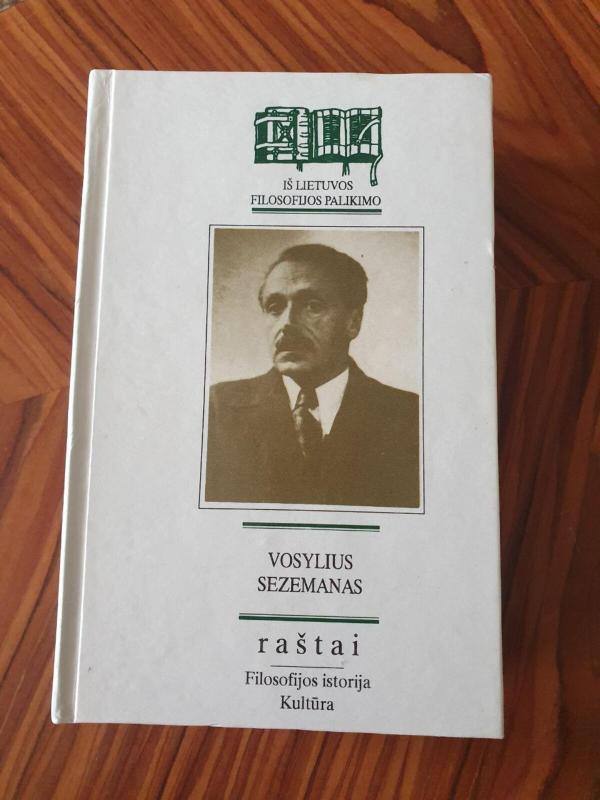 IŠ LIETUVOS
FILOSOFIJOS PALIKIMO
VOSYLIUS
SEZEMANAS
raštai
Filosofijos istorija
Kultūra